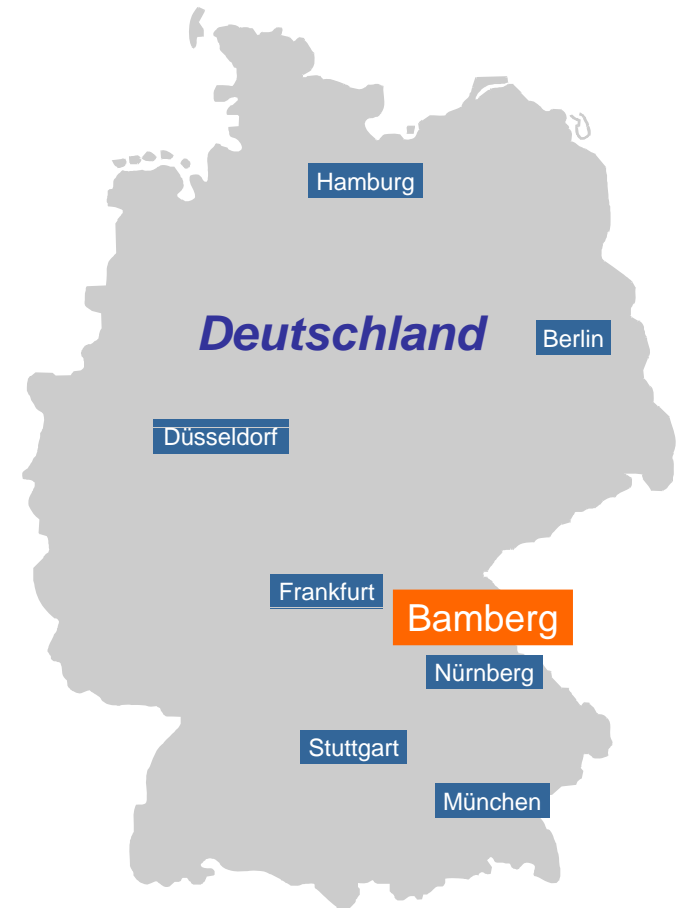 Hamburg
Deutschland
Berlin
Düsseldorf
Frankfurt
Bamberg
Nürnberg
Stuttgart
München